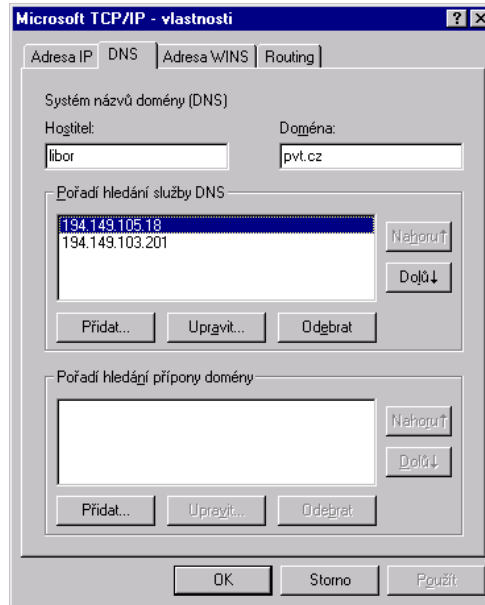 Microsoft TCP/IP - vlastnosti
Adresa IP DNS Adresa WINS Routing
Systém názvů domény (DNS)
Hostitel: Doména:
libor pvt.cz
Pořadí hledání služby DNS
194.149.105.18
194.149.103.201
Nahoru↑
Dolů↓
Přidat... Upravit... Odebrat
Pořadí hledání přípony domény
Nahoru↑
Dolů↓
Přidat... Upravit... Odebrat
OK Storno Použít